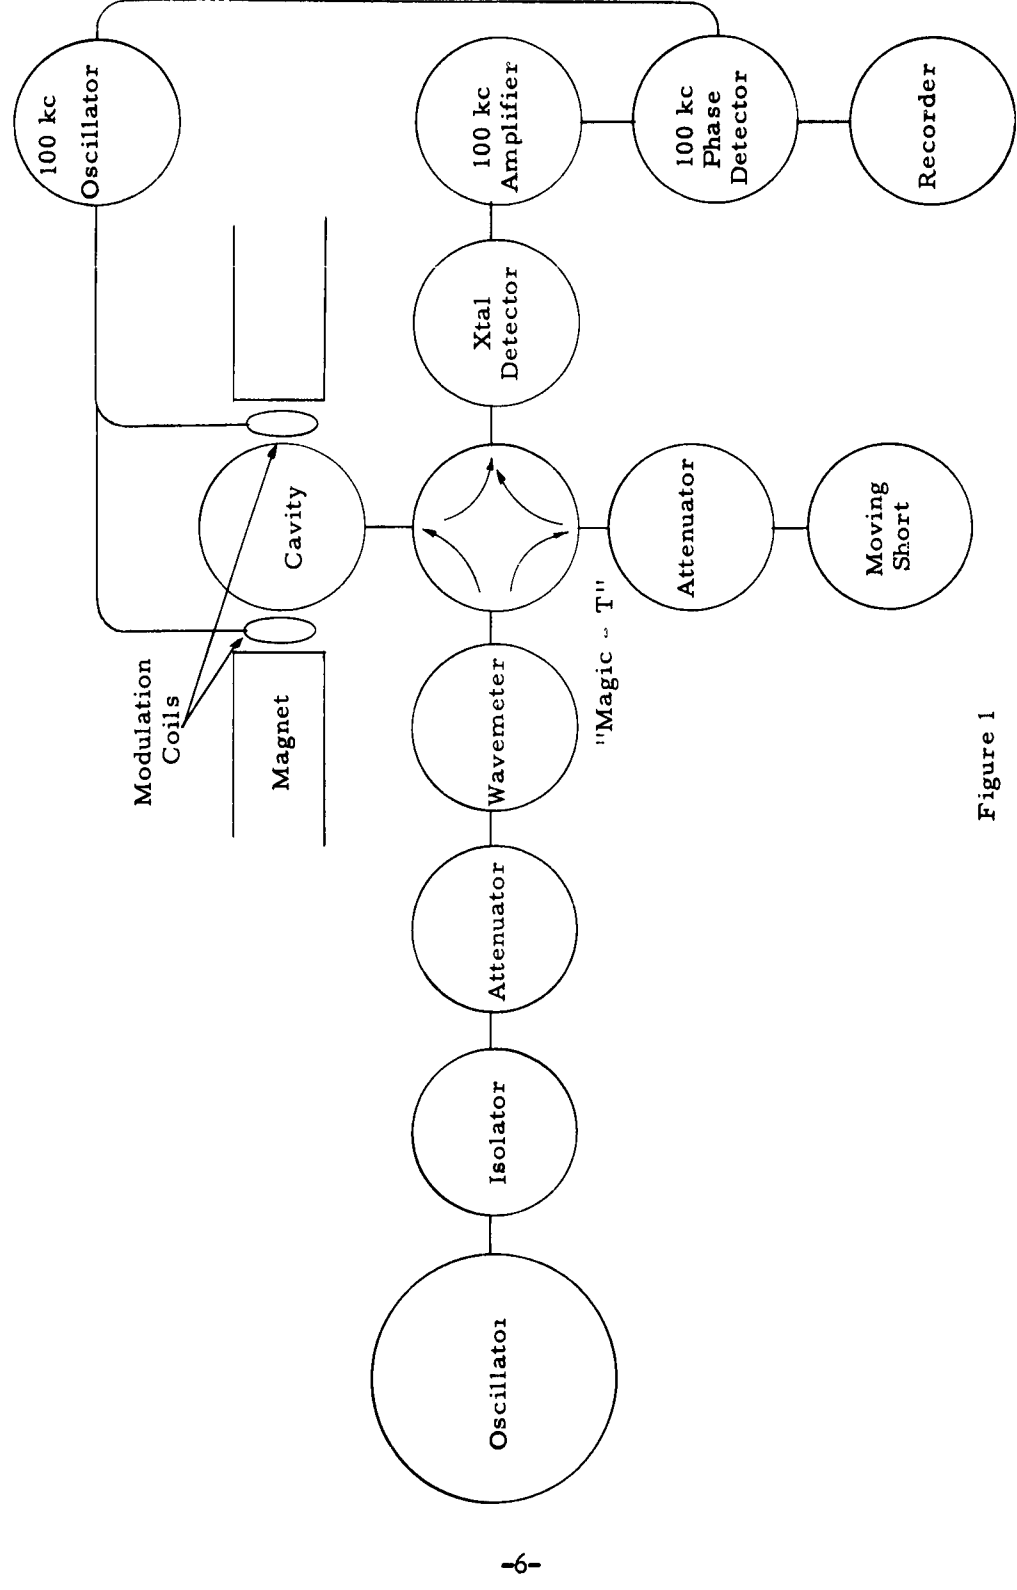 100 kc
Oscillator
Modulation
Coils
Magnet
Cavity
Oscillator
Isolator
Attenuator
Wavemeter
"Magic - T"
Xtal
Detector
100 kc
Amplifier
Attenuator
100 kc
Phase
Detector
Moving
Short
Recorder
Figure 1
-6-